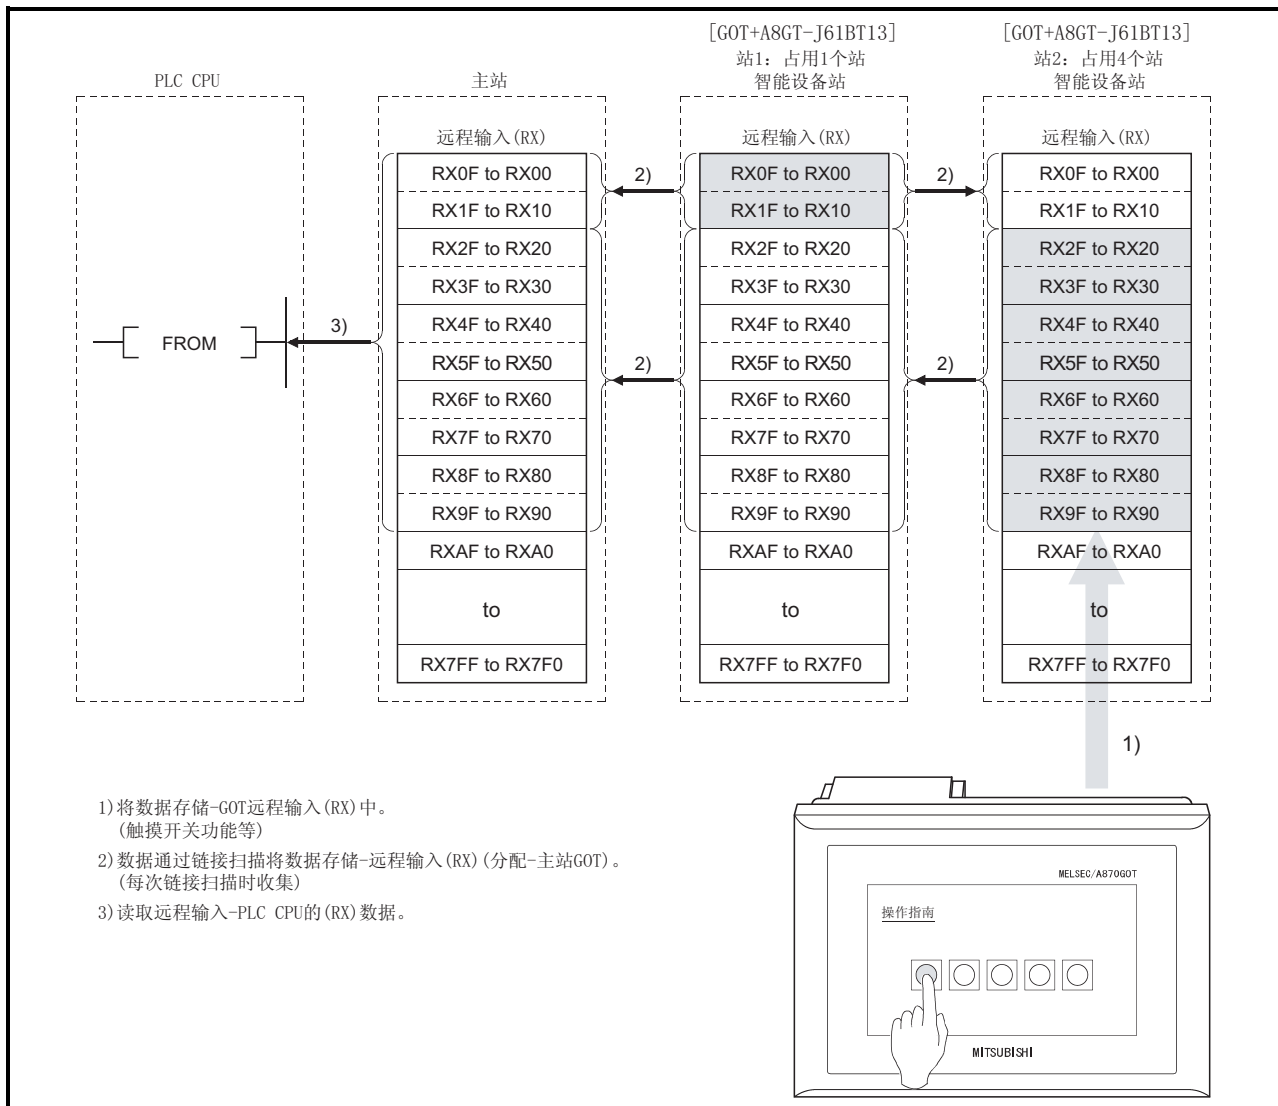 [GOT+A8GT-J61BT13]
站1：占用1个站
智能设备站
[GOT+A8GT-J61BT13]
站2：占用4个站
智能设备站
PLC CPU
主站
远程输入(RX)
远程输入(RX)
远程输入(RX)
RX0F to RX00
2)
RX0F to RX00
2)
RX0F to RX00
RX1F to RX10
RX1F to RX10
RX1F to RX10
RX2F to RX20
RX2F to RX20
RX2F to RX20
RX3F to RX30
RX3F to RX30
RX3F to RX30
FROM
3)
RX4F to RX40
RX4F to RX40
RX4F to RX40
RX5F to RX50
2)
RX5F to RX50
2)
RX5F to RX50
RX6F to RX60
RX6F to RX60
RX6F to RX60
RX7F to RX70
RX7F to RX70
RX7F to RX70
RX8F to RX80
RX8F to RX80
RX8F to RX80
RX9F to RX90
RX9F to RX90
RX9F to RX90
RXAF to RXA0
RXAF to RXA0
RXAF to RXA0
to
to
to
RX7FF to RX7F0
RX7FF to RX7F0
RX7FF to RX7F0
1)
1)将数据存储-GOT远程输入(RX)中。
(触摸开关功能等)
2)数据通过链接扫描将数据存储-远程输入(RX)(分配-主站GOT)。
(每次链接扫描时收集)
3)读取远程输入-PLC CPU的(RX)数据。
MELSEC/A870GOT
操作指南
MITSUBISHI